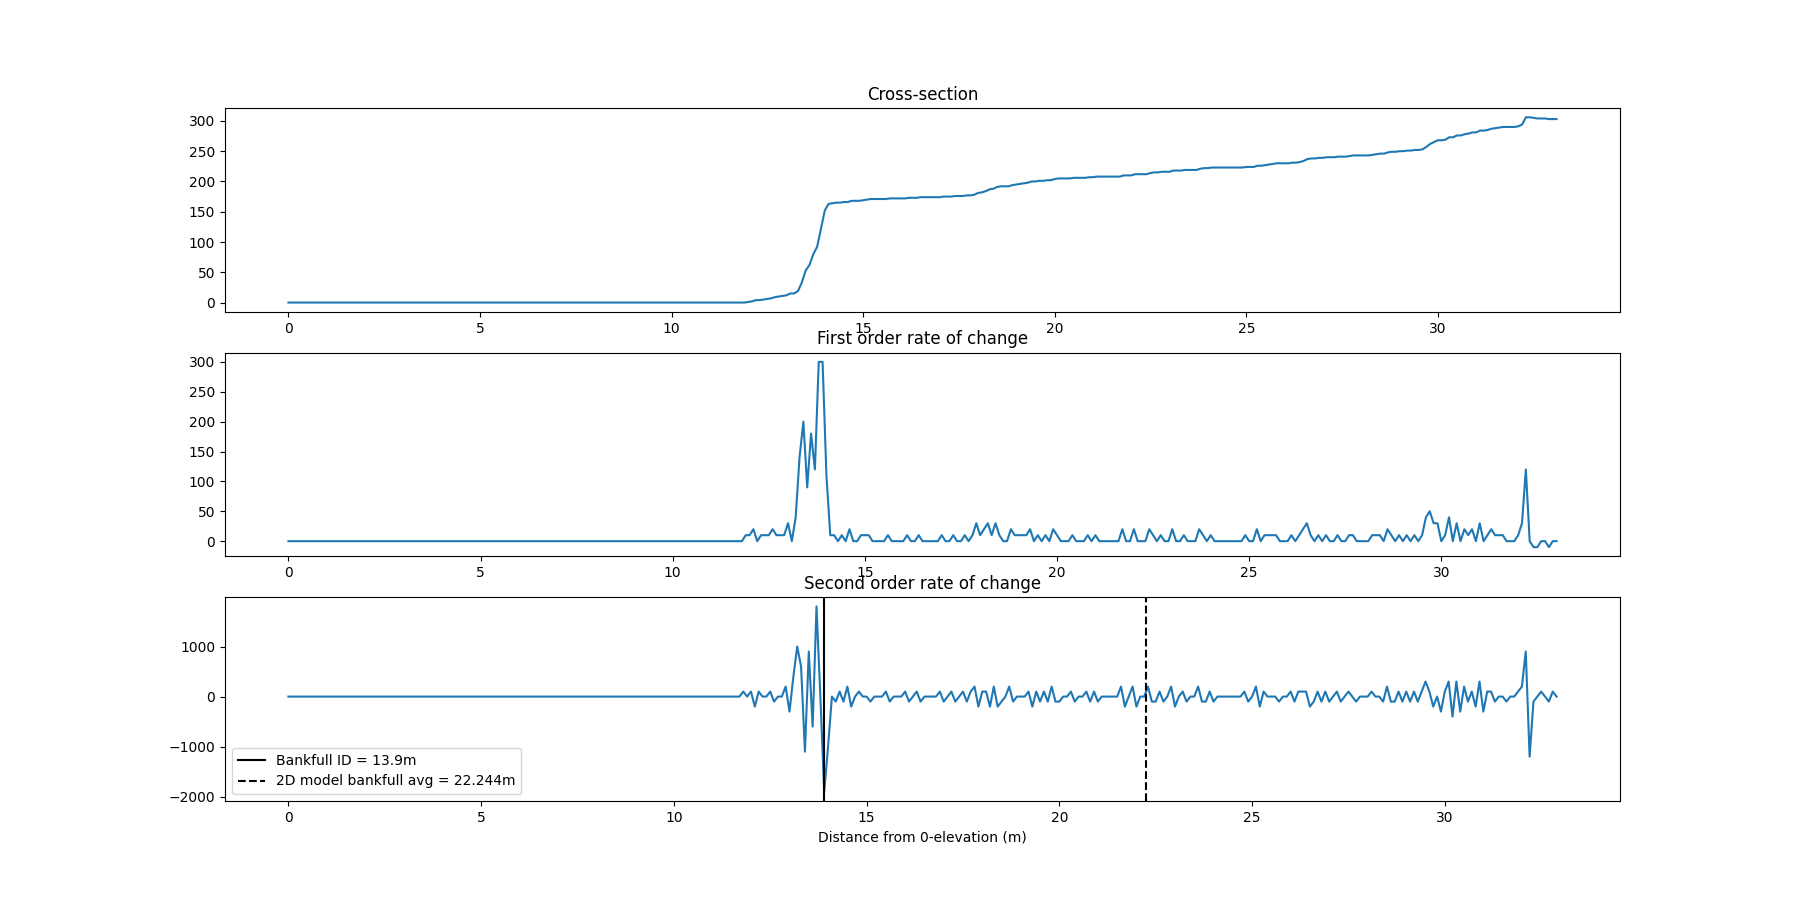 Cross-section
300
250
200
150
100
50
0
0 5 10 15 20 25 30
First order rate of change
300
250
200
150
100
50
0
0 5 10 15 20 25 30
Second order rate of change
1000
0
−1000
−2000
Bankfull ID = 13.9m
2D model bankfull avg = 22.244m
0 5 10 15 20 25 30
Distance from 0-elevation (m)